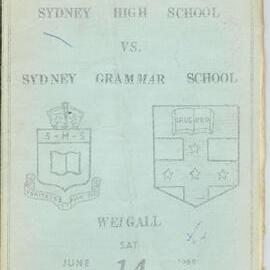 SYDNEY HIGH SCHOOL
VS.
SYDNEY GRAMMAR SCHOOL
S-H-S
WEIGALL
SAT
JUNE 14